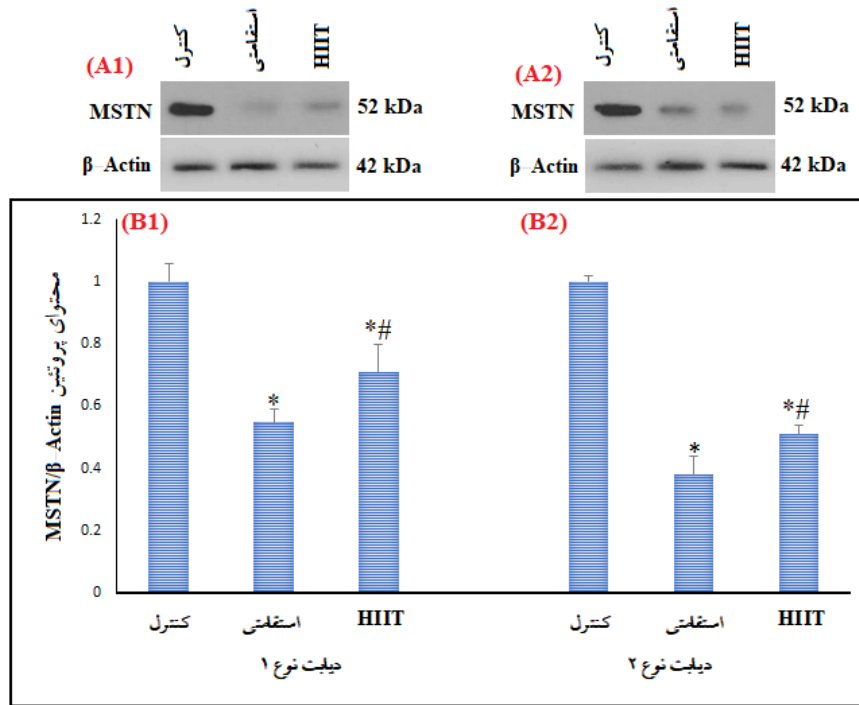 کنترل استقامتی HIIT
(A1)
MSTN 52 kDa
β-Actin 42 kDa
کنترل استقامتی HIIT
(A2)
MSTN 52 kDa
β-Actin 42 kDa
(B1)
(B2)
محتوای پروتئین MSTN/β-Actin
1.2
1
0.8
0.6
0.4
0.2
0
*
*#
*
*#
کنترل استقامتی HIIT
دیابت نوع ۱
کنترل استقامتی HIIT
دیابت نوع ۲